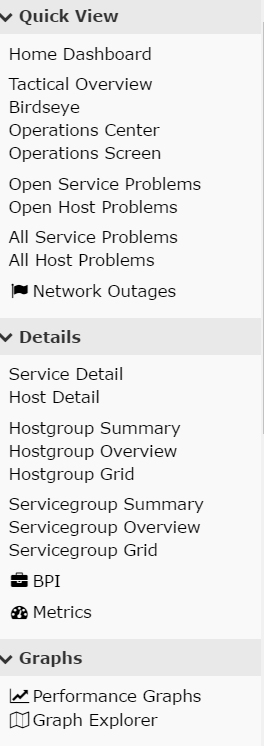 Quick View
Home Dashboard
Tactical Overview
Birdseye
Operations Center
Operations Screen
Open Service Problems
Open Host Problems
All Service Problems
All Host Problems
Network Outages
Details
Service Detail
Host Detail
Hostgroup Summary
Hostgroup Overview
Hostgroup Grid
Servicegroup Summary
Servicegroup Overview
Servicegroup Grid
BPI
Metrics
Graphs
Performance Graphs
Graph Explorer